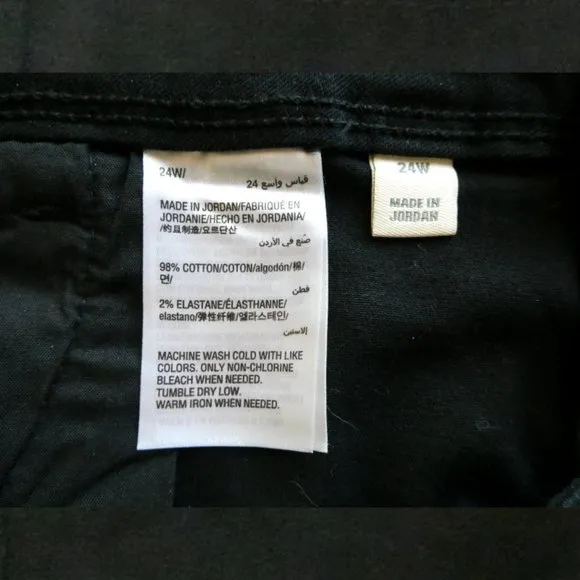 24W/
قياس واسع 24
MADE IN JORDAN/FABRIQUÉ EN
JORDANIE/HECHO EN JORDANIA/
/约旦制造/요르단산
صُنع في الأردن
98% COTTON/COTON/algodón/棉/
면/
قطن
2% ELASTANE/ÉLASTHANNE/
elastano/弹性纤维/엘라스테인/
الاستين
MACHINE WASH COLD WITH LIKE
COLORS. ONLY NON-CHLORINE
BLEACH WHEN NEEDED.
TUMBLE DRY LOW.
WARM IRON WHEN NEEDED.
24W
MADE IN
JORDAN